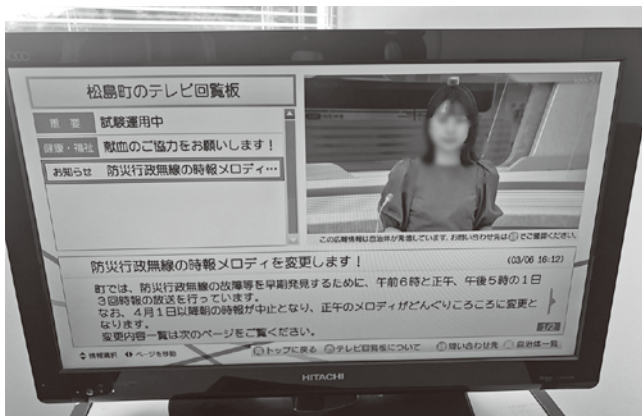 松島町のテレビ回覧板
重 要 試験運用中
健康・福祉 献血のご協力をお願いします！
お知らせ 防災行政無線の時報メロディ…
この広報情報は自治体が発信しています。お問い合わせ先は緑でご確認ください。
防災行政無線の時報メロディを変更します！ (03/06 16:12)
町では、防災行政無線の故障等を早期発見するために、午前6時と正午、午後5時の1日
3回時報の放送を行っています。
なお、4月1日以降朝の時報が中止となり、正午のメロディがどんぐりころころに変更と
なります。
変更内容一覧は次のページをご覧ください。
1/2
情報選択 ページを移動 トップに戻る テレビ回覧板について 問い合わせ先 自治体一覧
HITACHI